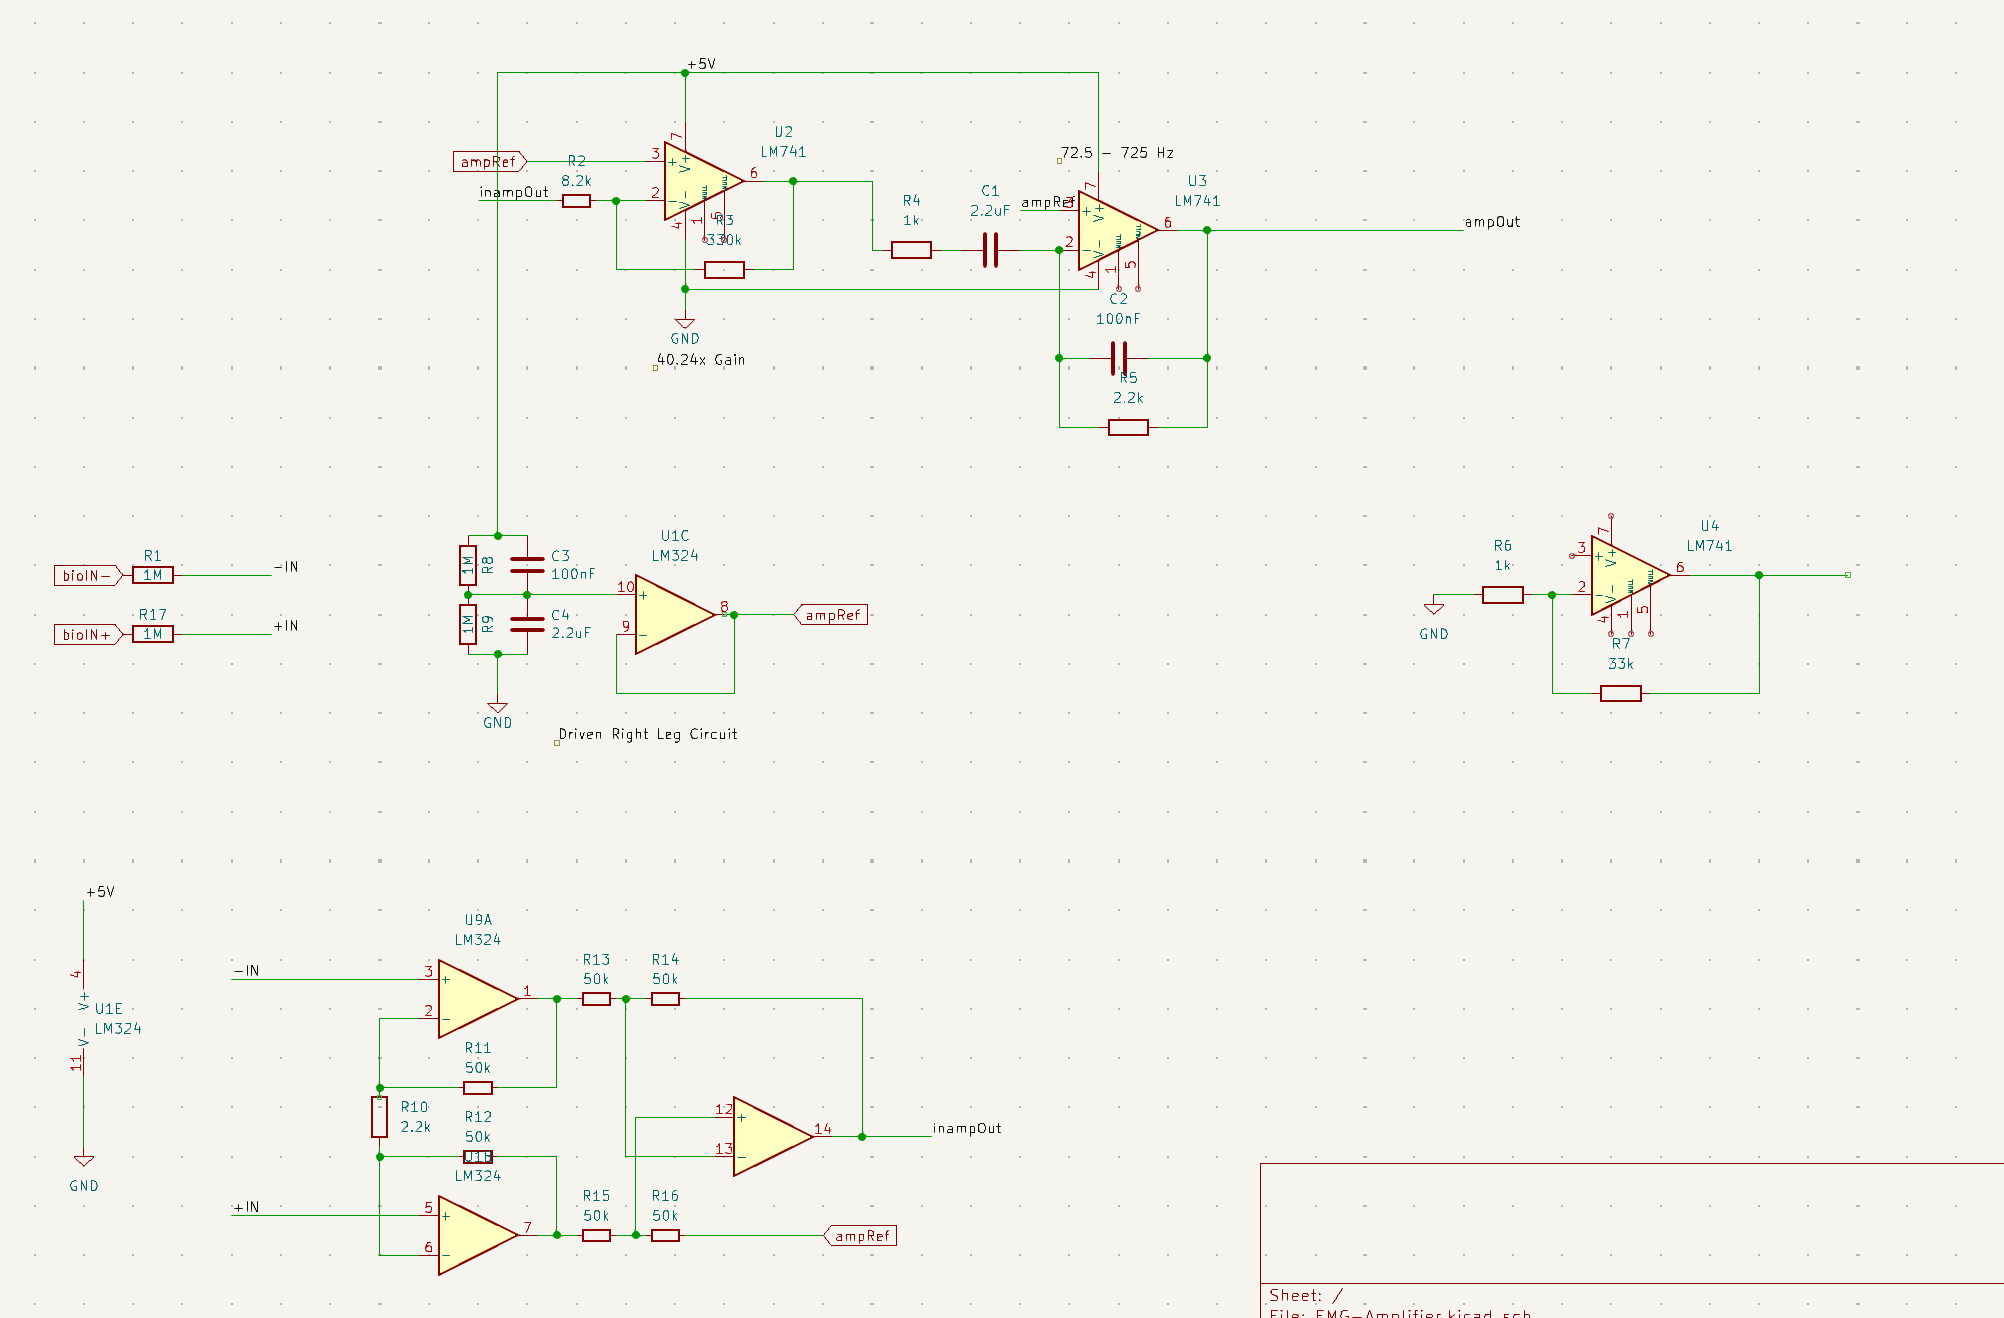 +5V
U2
LM741
7
ampRef
R2
3
8.2k
6
inampOut
2
V+
V-
4
1
5
R3
330k
GND
40.24x Gain
72.5 - 725 Hz
7
U3
LM741
R4
1k
C1
2.2uF
ampRef
6
ampOut
2
V+
V-
4
1
5
C2
100nF
R5
2.2k
bioIN-
R1
1M
-IN
bioIN+
R17
1M
+IN
1M
R8
C3
100nF
1M
R9
C4
2.2uF
GND
U1C
LM324
10
9
8
ampRef
Driven Right Leg Circuit
R6
1k
GND
7
3
2
V+
V-
4
1
5
6
U4
LM741
R7
33k
+5V
4
V+
U1E
LM324
V-
11
GND
U9A
LM324
-IN
3
2
1
R13
50k
R14
50k
R11
50k
R10
2.2k
R12
50k
U1B
LM324
12
13
14
inampOut
+IN
5
6
7
R15
50k
R16
50k
ampRef
Sheet: /
File: EMG-Amplifier.kicad_sch